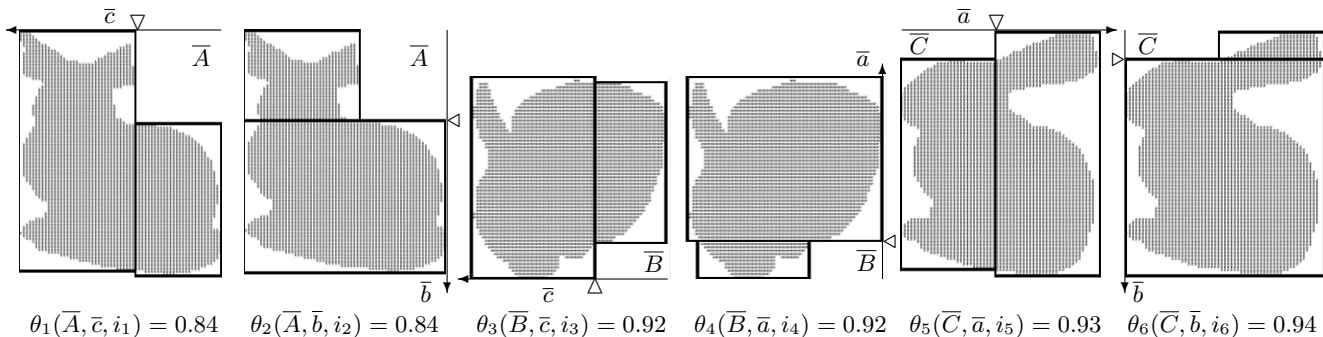 c̅ A̅ A̅ a̅ a̅ C̅ C̅
B̅ B̅
c̅ b̅ b̅
θ₁(A̅, c̅, i₁) = 0.84 θ₂(A̅, b̅, i₂) = 0.84 θ₃(B̅, c̅, i₃) = 0.92 θ₄(B̅, a̅, i₄) = 0.92 θ₅(C̅, a̅, i₅) = 0.93 θ₆(C̅, b̅, i₆) = 0.94